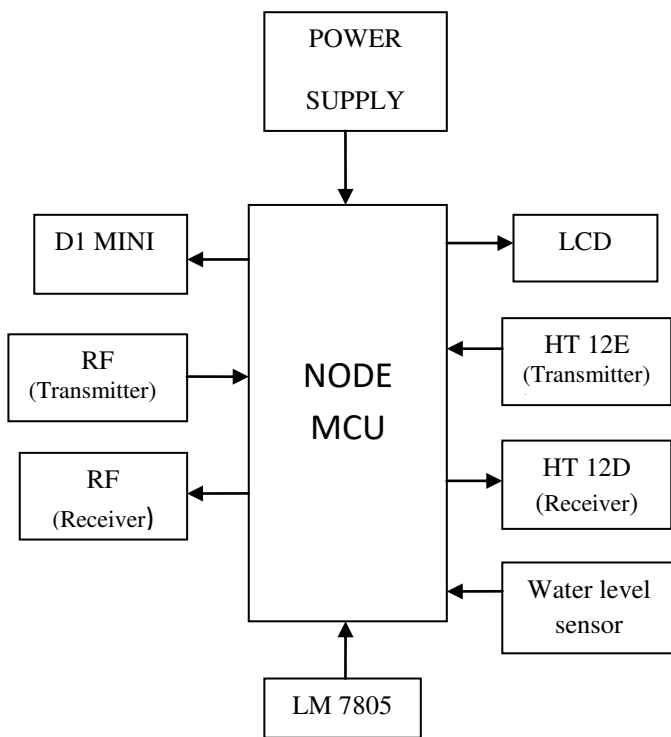 POWER
SUPPLY
D1 MINI
LCD
RF
(Transmitter)
HT 12E
(Transmitter)
NODE
MCU
RF
(Receiver)
HT 12D
(Receiver)
Water level
sensor
LM 7805